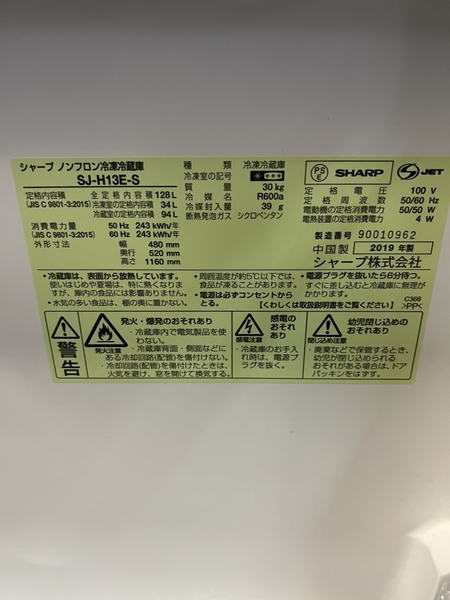 シャープ ノンフロン冷凍冷蔵庫
SJ-H13E-S
定格内容積 全定格内容積 128 L
(JIS C 9801-3:2015) 冷凍室の定格内容積 34 L
冷蔵室の定格内容積 94 L
消費電力量 50 Hz 243 kWh/年
(JIS C 9801-3:2015) 60 Hz 243 kWh/年
外形寸法 幅 480 mm
奥行 520 mm
高さ 1160 mm
種類 冷凍冷蔵庫
冷凍室の記号
質量 30 kg
冷媒名 R600a
冷媒封入量 39 g
断熱発泡ガス シクロペンタン
PS
E
SHARP
S JET
定格電圧 100 V
定格周波数 50/60 Hz
電動機の定格消費電力 50/50 W
電熱装置の定格消費電力 4 W
製造番号 90010962
中国製 2019 年製
シャープ株式会社
・冷蔵庫は、表面から放熱しています。
使いはじめや夏場は、特に熱くなりますが、庫内の食品には影響ありません。
・水気の多い食品は、棚の奥に置かない。
・周囲温度が約5℃以下では、食品が凍ることがあります。
・電源は必ずコンセントからとる。
・電源プラグを抜いたら6分待つ。
すぐに差し込むと冷蔵庫に無理がかかります。
【くわしくは取扱説明書をご覧ください】
C366
>PP<
警告
発火注意
発火・爆発のおそれあり
・冷蔵庫内で電気製品を使わない。
・冷蔵庫背面・側面などにある冷却回路(配管)を傷付けない。
・冷却回路(配管)を傷付けたときは、火気を避け、窓を開けて換気する。
感電注意
感電のおそれあり
・冷蔵庫のお手入れ時は、電源プラグを抜く。
閉じ込め注意
幼児閉じ込めのおそれあり
・廃棄などで保管するとき、幼児が入る恐れがある場合は、ドアパッキンをはずす。